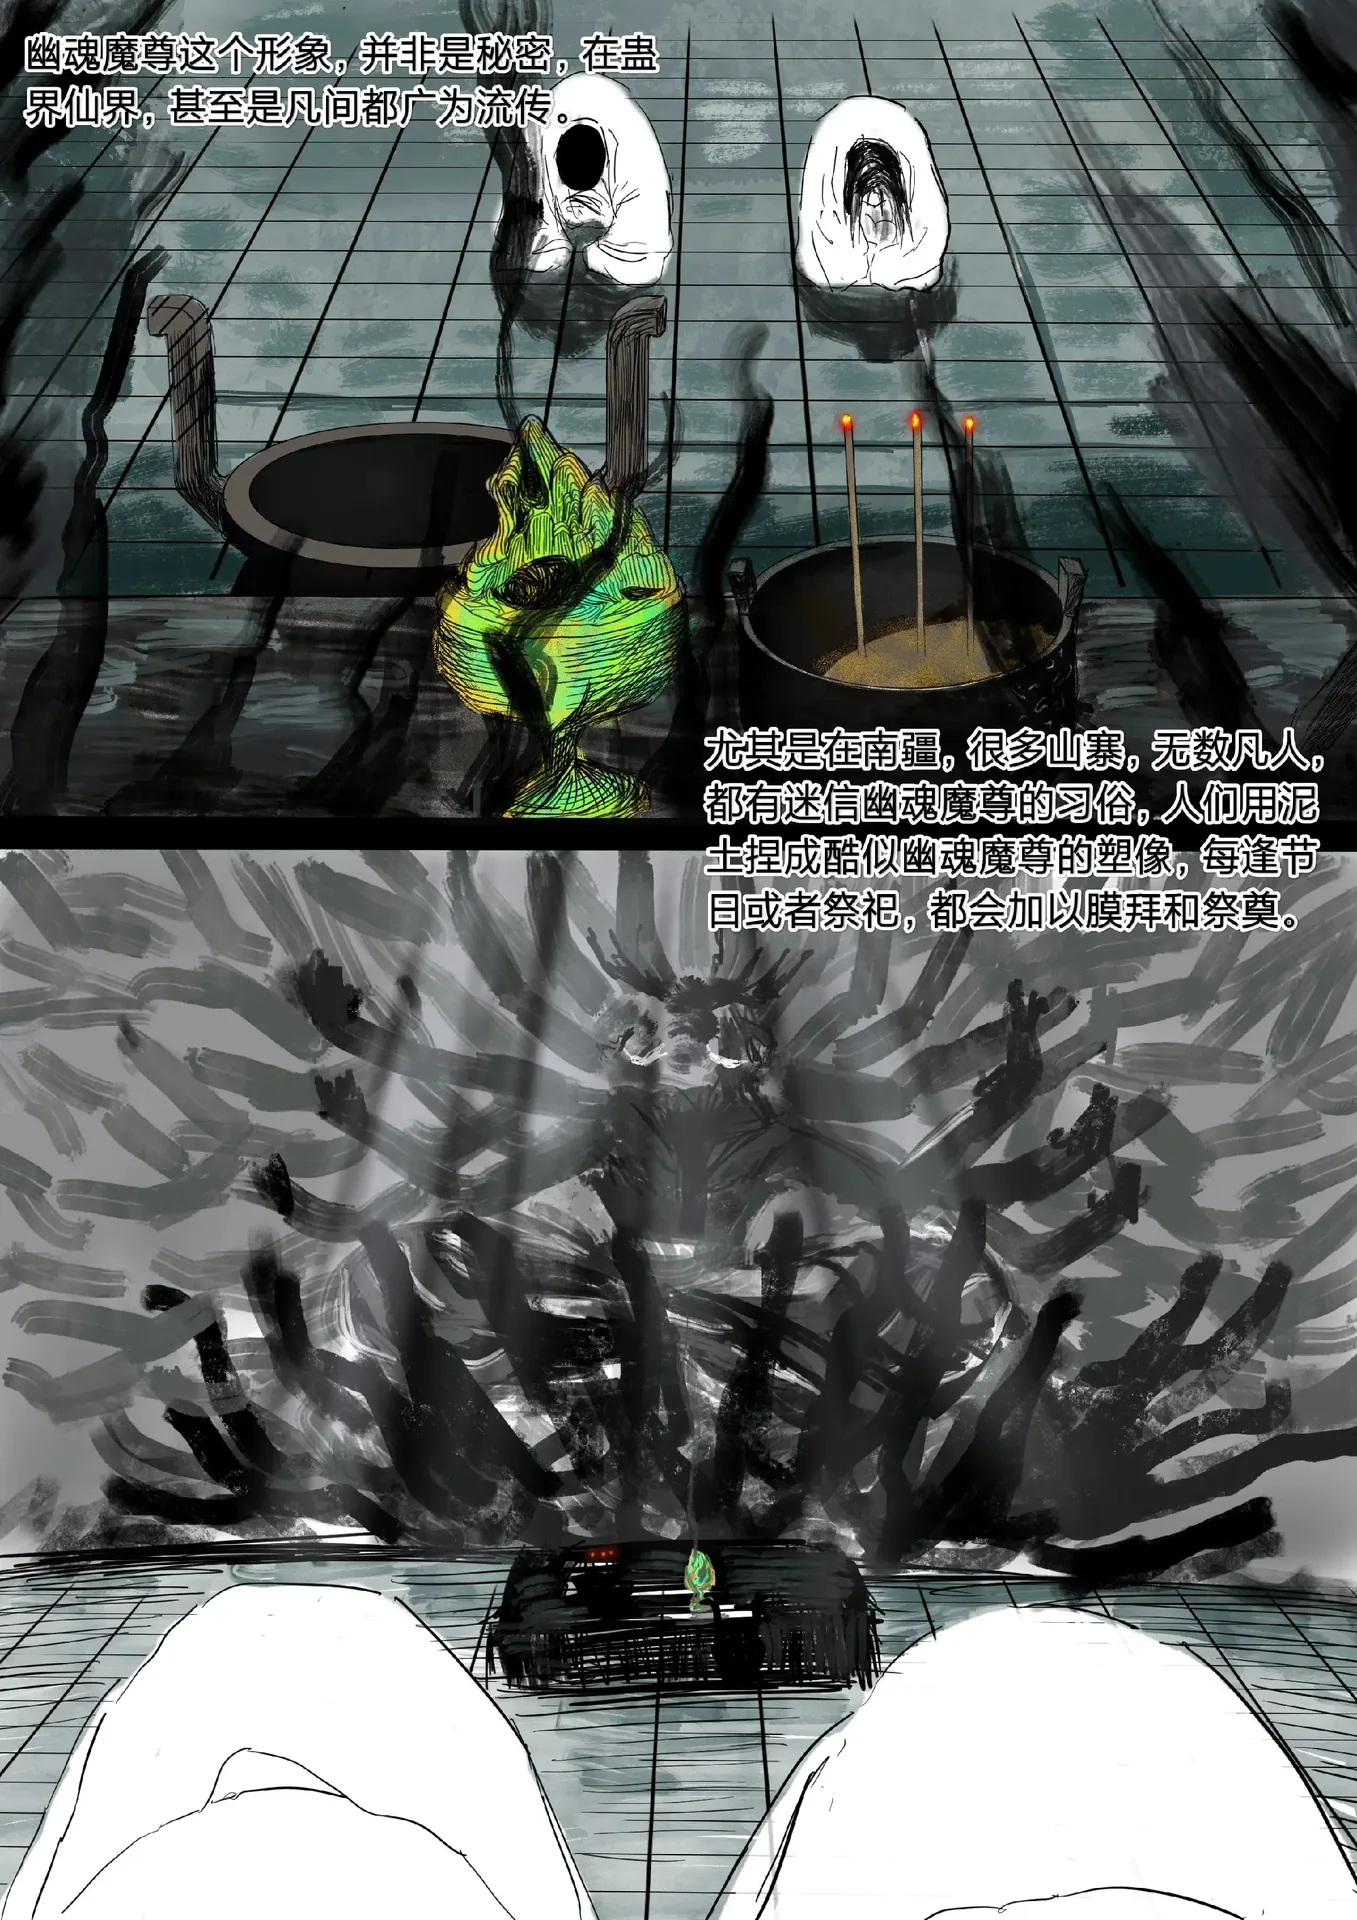 幽魂魔尊这个形象，并非是秘密，在蛊
界仙界，甚至是凡间都广为流传。
尤其是在南疆，很多山寨，无数凡人，
都有迷信幽魂魔尊的习俗，人们用泥
土捏成酷似幽魂魔尊的塑像，每逢节
日或者祭祀，都会加以膜拜和祭奠。